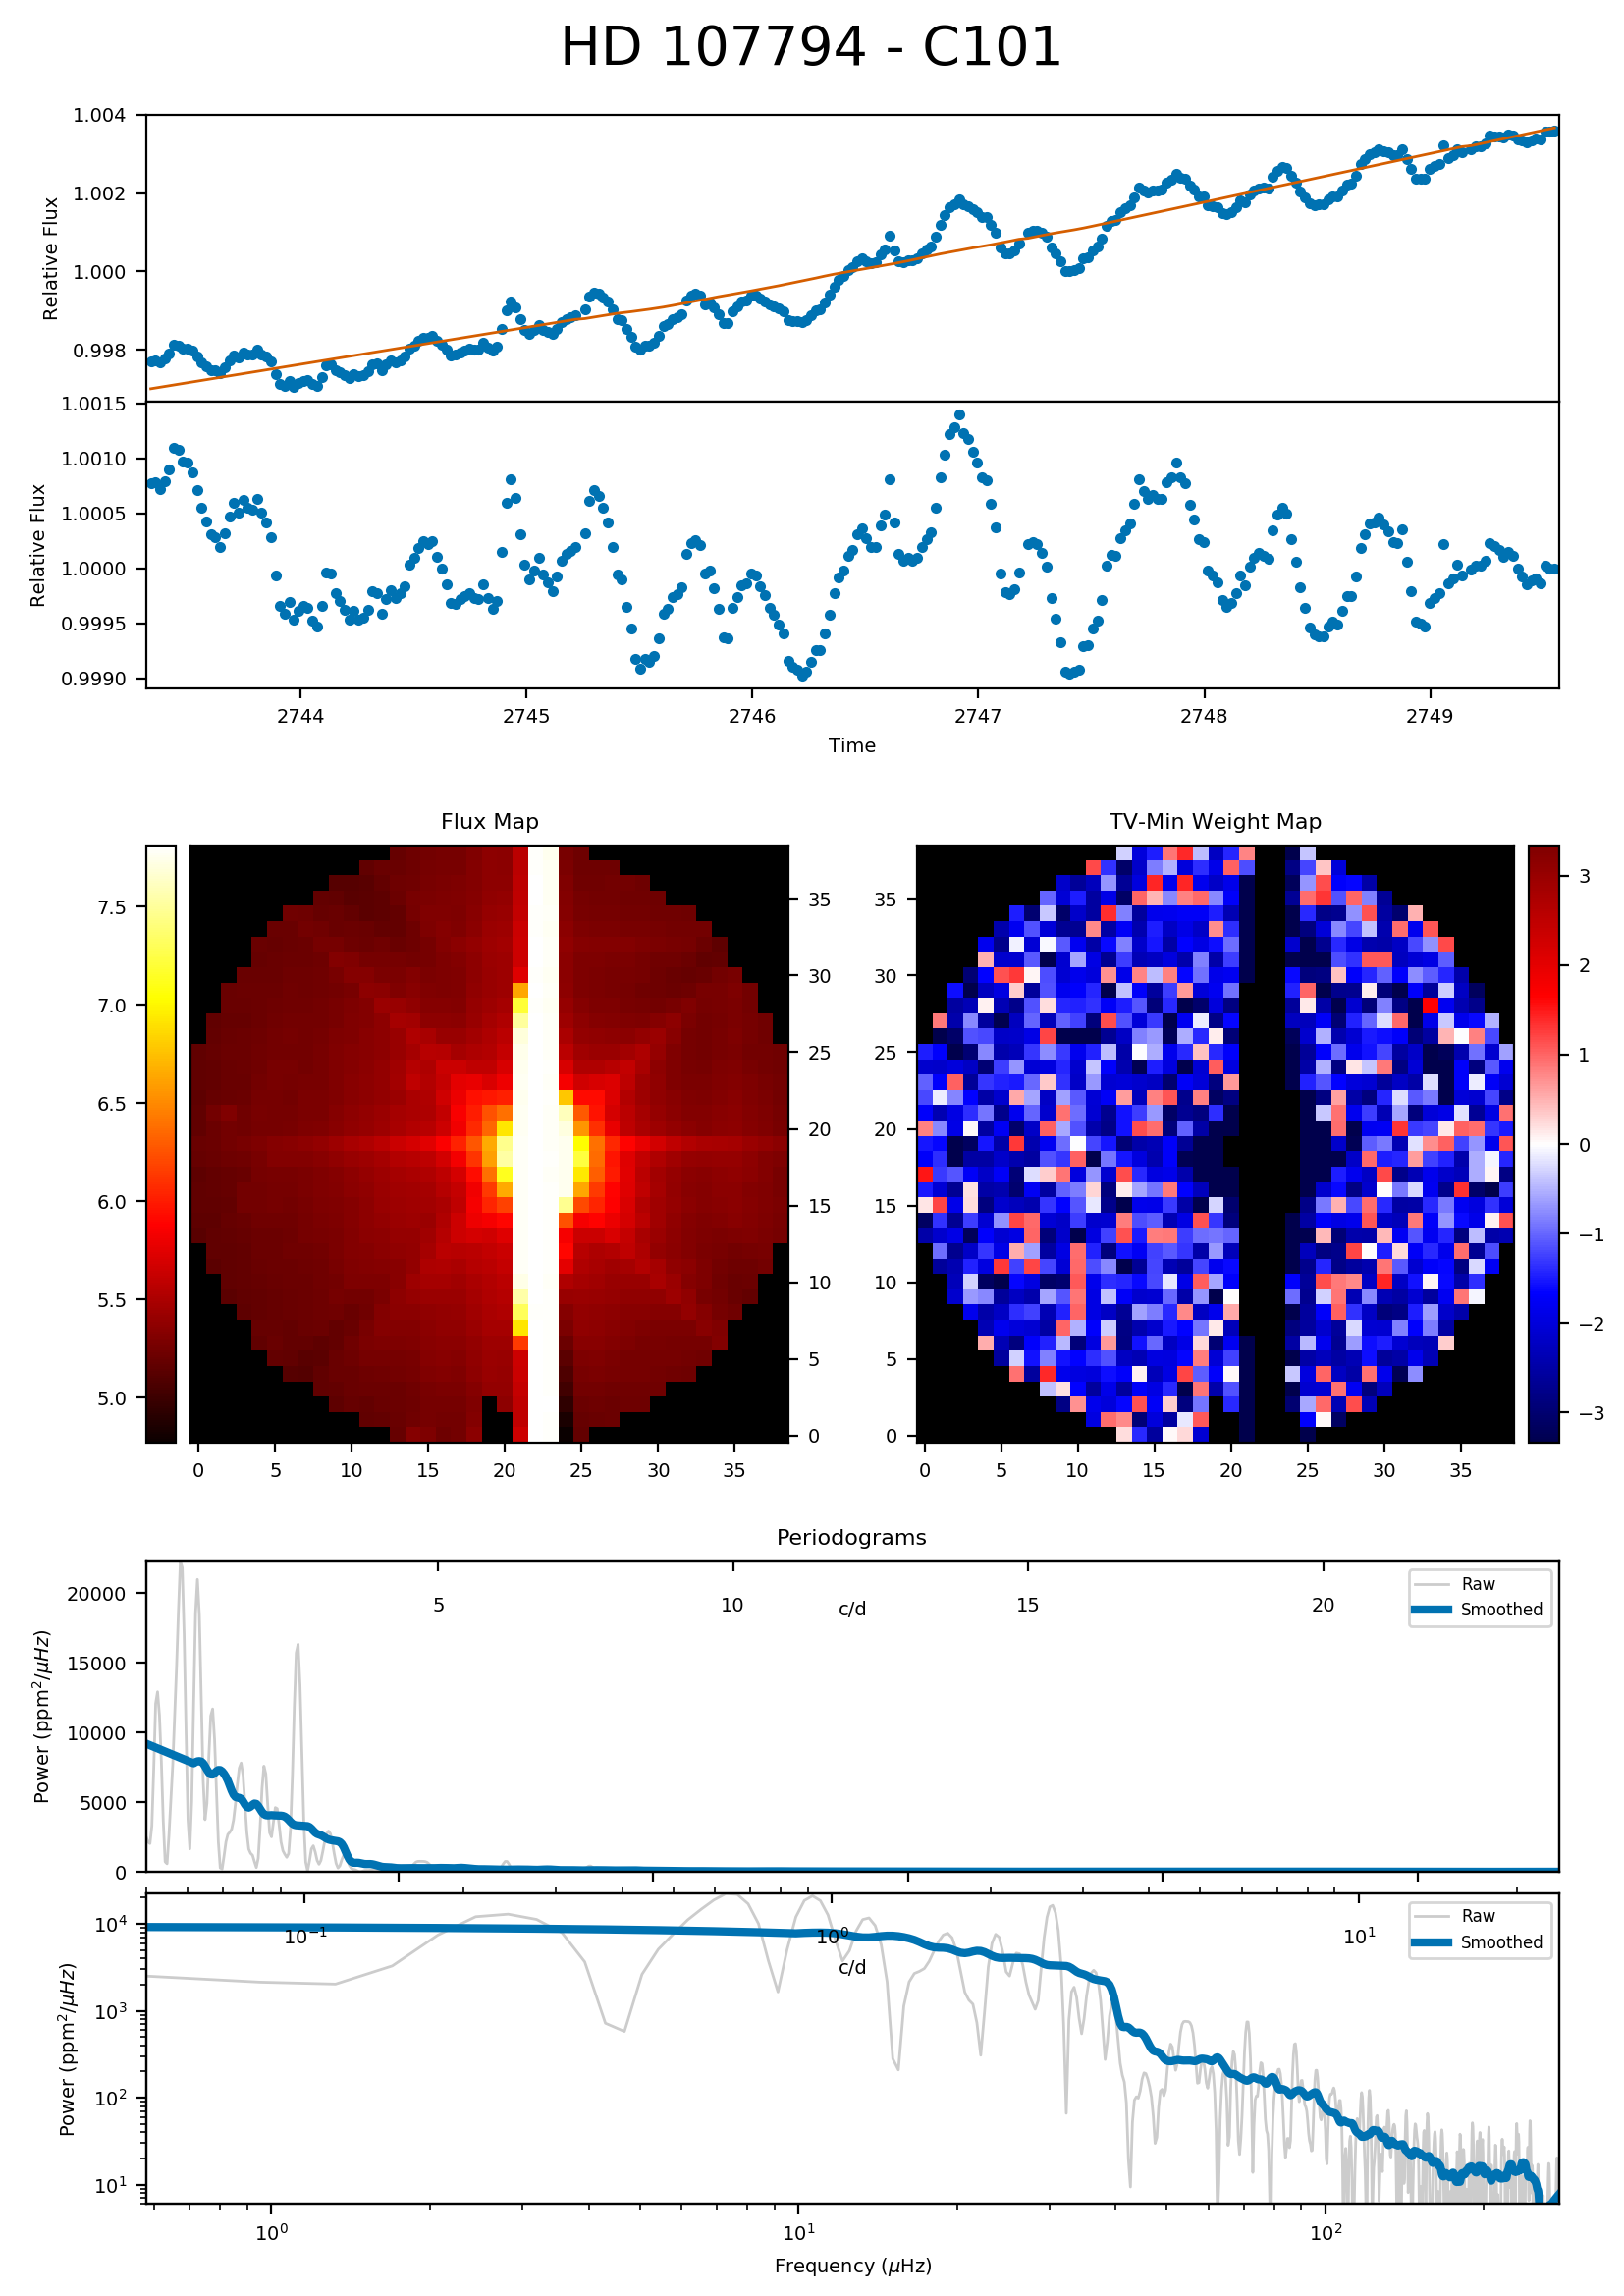 HD 107794 - C101
1.004
1.002
1.000
0.998
Relative Flux
1.0015
1.0010
1.0005
1.0000
0.9995
0.9990
Relative Flux
2744 2745 2746 2747 2748 2749
Time
Flux Map
7.5
7.0
6.5
6.0
5.5
5.0
35
30
25
20
15
10
5
0
0 5 10 15 20 25 30 35
TV-Min Weight Map
35
30
25
20
15
10
5
0
0 5 10 15 20 25 30 35
3
2
1
0
−1
−2
−3
Periodograms
20000
15000
10000
5000
0
Power (ppm²/μHz)
5 10 15 20
c/d
Raw
Smoothed
10⁴
10³
10²
10¹
Power (ppm²/μHz)
10⁻¹ 10⁰ 10¹
c/d
Raw
Smoothed
10⁰ 10¹ 10²
Frequency (μHz)